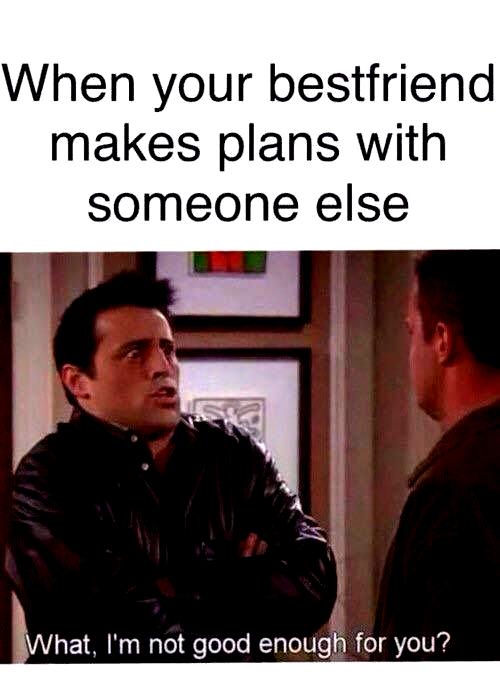 When your bestfriend
makes plans with
someone else
What, I'm not good enough for you?